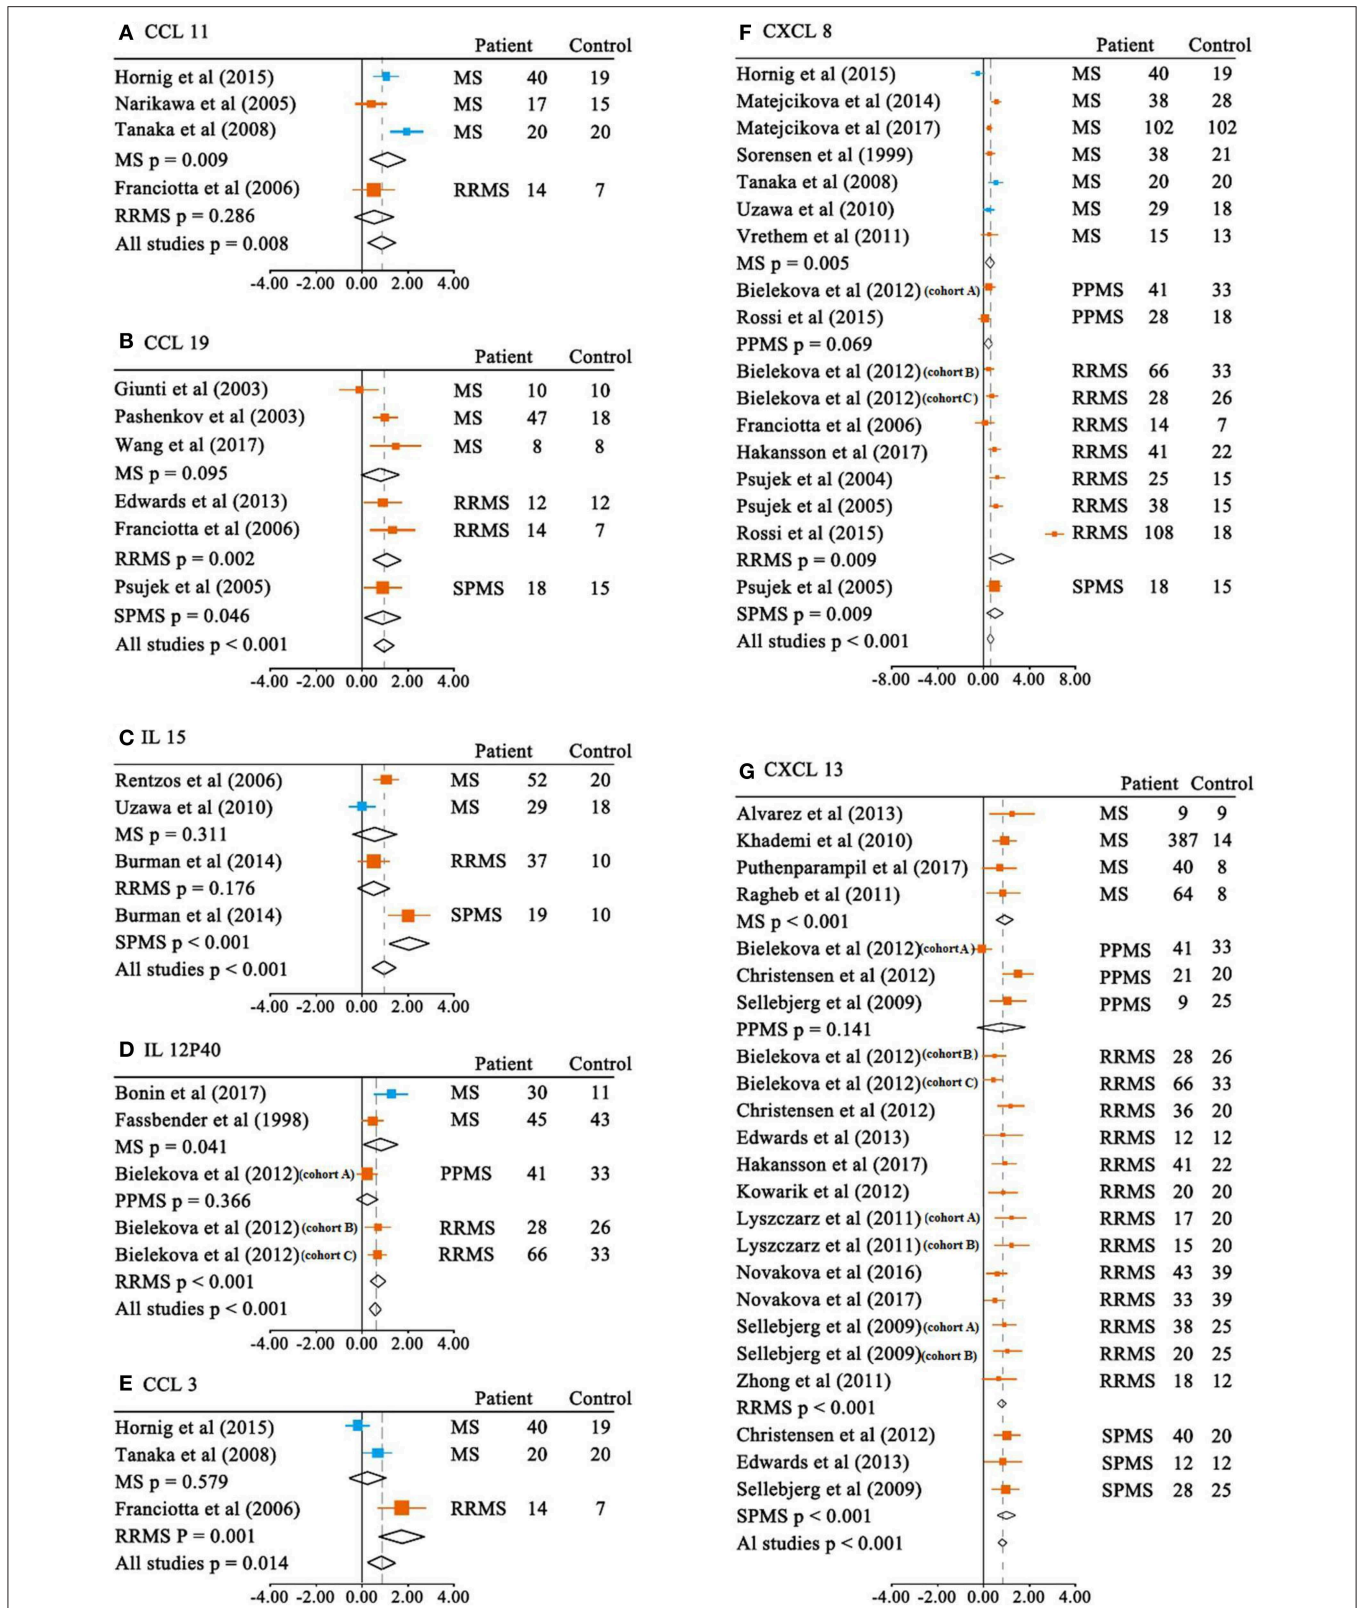 A CCL 11
Patient Control
Hornig et al (2015) MS 40 19
Narikawa et al (2005) MS 17 15
Tanaka et al (2008) MS 20 20
MS p = 0.009
Franciotta et al (2006) RRMS 14 7
RRMS p = 0.286
All studies p = 0.008
-4.00 -2.00 0.00 2.00 4.00
B CCL 19
Patient Control
Giunti et al (2003) MS 10 10
Pashenkov et al (2003) MS 47 18
Wang et al (2017) MS 8 8
MS p = 0.095
Edwards et al (2013) RRMS 12 12
Franciotta et al (2006) RRMS 14 7
RRMS p = 0.002
Psujek et al (2005) SPMS 18 15
SPMS p = 0.046
All studies p < 0.001
-4.00 -2.00 0.00 2.00 4.00
C IL 15
Patient Control
Rentzos et al (2006) MS 52 20
Uzawa et al (2010) MS 29 18
MS p = 0.311
Burman et al (2014) RRMS 37 10
RRMS p = 0.176
Burman et al (2014) SPMS 19 10
SPMS p < 0.001
All studies p < 0.001
-4.00 -2.00 0.00 2.00 4.00
D IL 12P40
Patient Control
Bonin et al (2017) MS 30 11
Fassbender et al (1998) MS 45 43
MS p = 0.041
Bielekova et al (2012)(cohort A) PPMS 41 33
PPMS p = 0.366
Bielekova et al (2012)(cohort B) RRMS 28 26
Bielekova et al (2012)(cohort C) RRMS 66 33
RRMS p < 0.001
All studies p < 0.001
-4.00 -2.00 0.00 2.00 4.00
E CCL 3
Patient Control
Hornig et al (2015) MS 40 19
Tanaka et al (2008) MS 20 20
MS p = 0.579
Franciotta et al (2006) RRMS 14 7
RRMS P = 0.001
All studies p = 0.014
-4.00 -2.00 0.00 2.00 4.00
F CXCL 8
Patient Control
Hornig et al (2015) MS 40 19
Matejcikova et al (2014) MS 38 28
Matejcikova et al (2017) MS 102 102
Sorensen et al (1999) MS 38 21
Tanaka et al (2008) MS 20 20
Uzawa et al (2010) MS 29 18
Vrethem et al (2011) MS 15 13
MS p = 0.005
Bielekova et al (2012)(cohort A) PPMS 41 33
Rossi et al (2015) PPMS 28 18
PPMS p = 0.069
Bielekova et al (2012)(cohort B) RRMS 66 33
Bielekova et al (2012)(cohort C) RRMS 28 26
Franciotta et al (2006) RRMS 14 7
Hakansson et al (2017) RRMS 41 22
Psujek et al (2004) RRMS 25 15
Psujek et al (2005) RRMS 38 15
Rossi et al (2015) RRMS 108 18
RRMS p = 0.009
Psujek et al (2005) SPMS 18 15
SPMS p = 0.009
All studies p < 0.001
-8.00 -4.00 0.00 4.00 8.00
G CXCL 13
Patient Control
Alvarez et al (2013) MS 9 9
Khademi et al (2010) MS 387 14
Puthenparampil et al (2017) MS 40 8
Ragheb et al (2011) MS 64 8
MS p < 0.001
Bielekova et al (2012)(cohort A) PPMS 41 33
Christensen et al (2012) PPMS 21 20
Sellebjerg et al (2009) PPMS 9 25
PPMS p = 0.141
Bielekova et al (2012)(cohort B) RRMS 28 26
Bielekova et al (2012)(cohort C) RRMS 66 33
Christensen et al (2012) RRMS 36 20
Edwards et al (2013) RRMS 12 12
Hakansson et al (2017) RRMS 41 22
Kowarik et al (2012) RRMS 20 20
Lyszczarz et al (2011)(cohort A) RRMS 17 20
Lyszczarz et al (2011)(cohort B) RRMS 15 20
Novakova et al (2016) RRMS 43 39
Novakova et al (2017) RRMS 33 39
Sellebjerg et al (2009)(cohort A) RRMS 38 25
Sellebjerg et al (2009)(cohort B) RRMS 20 25
Zhong et al (2011) RRMS 18 12
RRMS p < 0.001
Christensen et al (2012) SPMS 40 20
Edwards et al (2013) SPMS 12 12
Sellebjerg et al (2009) SPMS 28 25
SPMS p < 0.001
Al studies p < 0.001
-4.00 -2.00 0.00 2.00 4.00